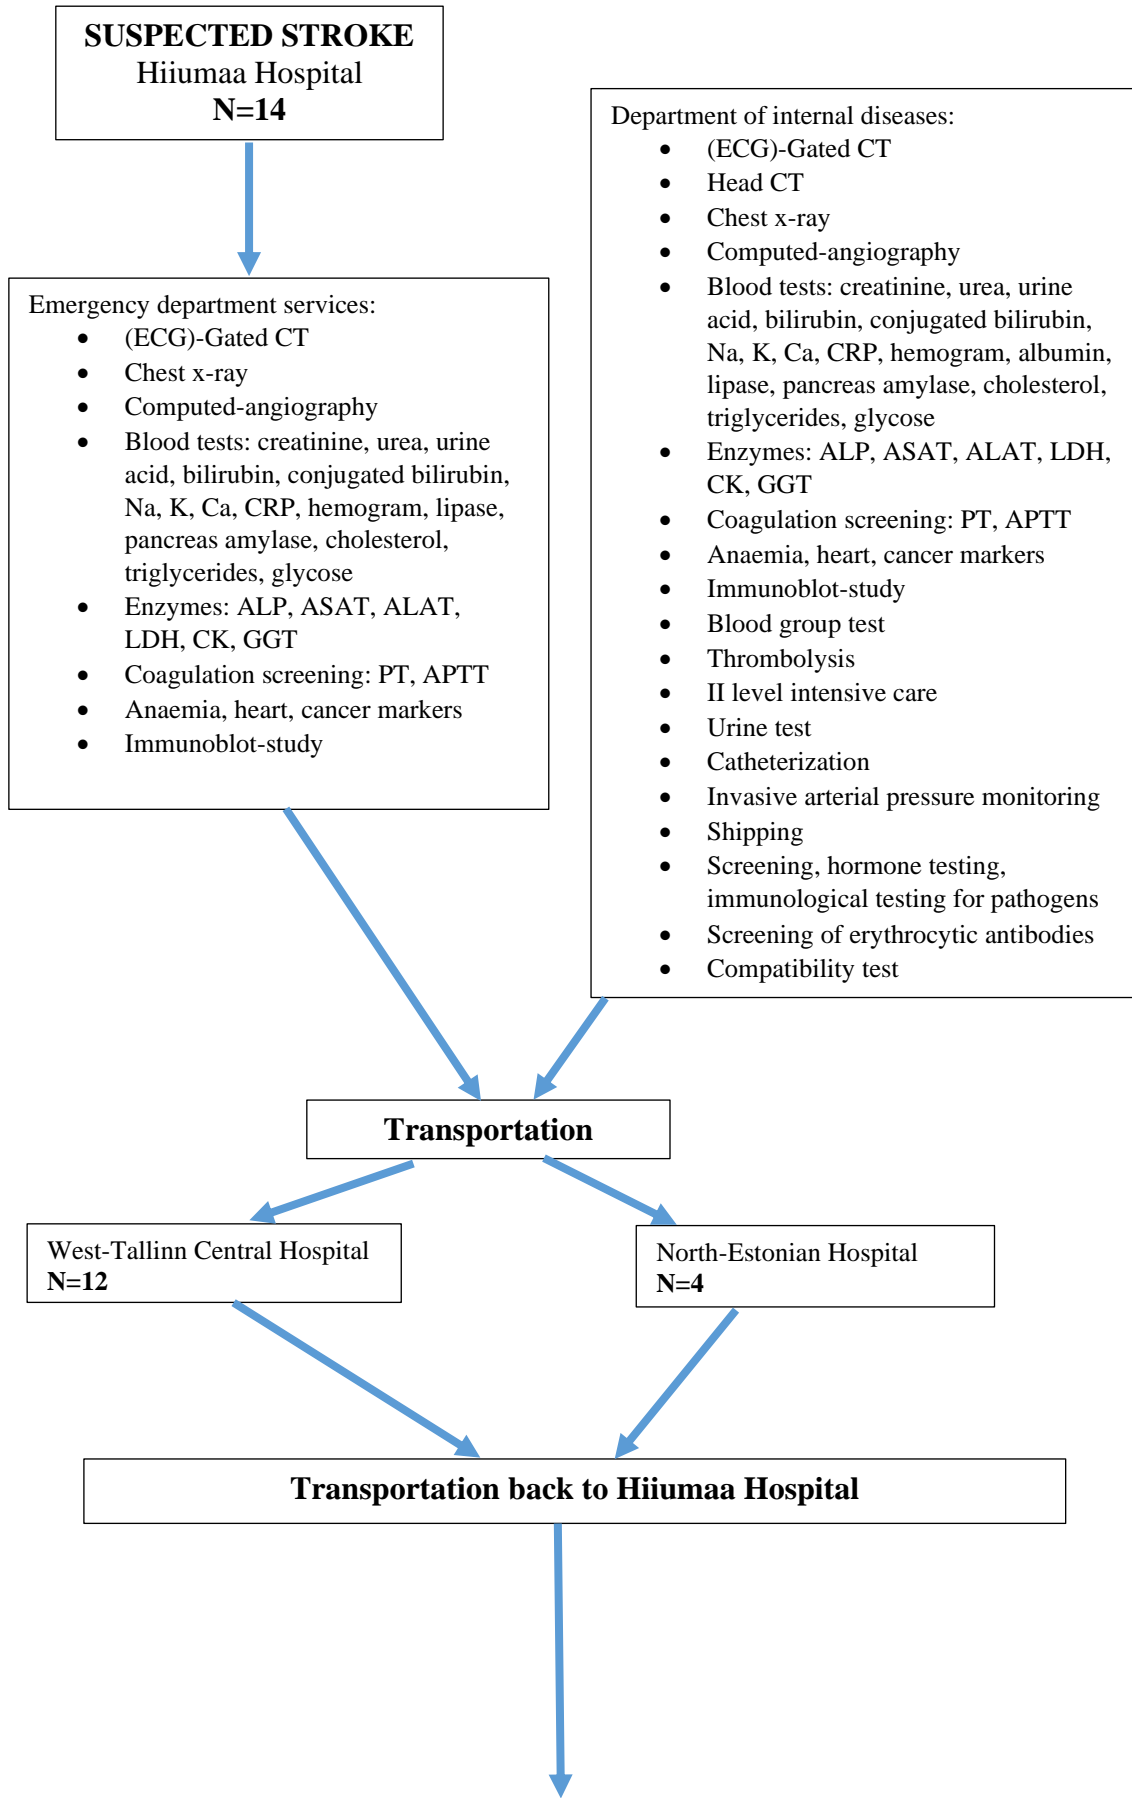 SUSPECTED STROKE
Hiiumaa Hospital
N=14
Emergency department services:
• (ECG)-Gated CT
• Chest x-ray
• Computed-angiography
• Blood tests: creatinine, urea, urine
acid, bilirubin, conjugated bilirubin,
Na, K, Ca, CRP, hemogram, lipase,
pancreas amylase, cholesterol,
triglycerides, glycose
• Enzymes: ALP, ASAT, ALAT,
LDH, CK, GGT
• Coagulation screening: PT, APTT
• Anaemia, heart, cancer markers
• Immunoblot-study
Department of internal diseases:
• (ECG)-Gated CT
• Head CT
• Chest x-ray
• Computed-angiography
• Blood tests: creatinine, urea, urine
acid, bilirubin, conjugated bilirubin,
Na, K, Ca, CRP, hemogram, albumin,
lipase, pancreas amylase, cholesterol,
triglycerides, glycose
• Enzymes: ALP, ASAT, ALAT, LDH,
CK, GGT
• Coagulation screening: PT, APTT
• Anaemia, heart, cancer markers
• Immunoblot-study
• Blood group test
• Thrombolysis
• II level intensive care
• Urine test
• Catheterization
• Invasive arterial pressure monitoring
• Shipping
• Screening, hormone testing,
immunological testing for pathogens
• Screening of erythrocytic antibodies
• Compatibility test
Transportation
West-Tallinn Central Hospital
N=12
North-Estonian Hospital
N=4
Transportation back to Hiiumaa Hospital